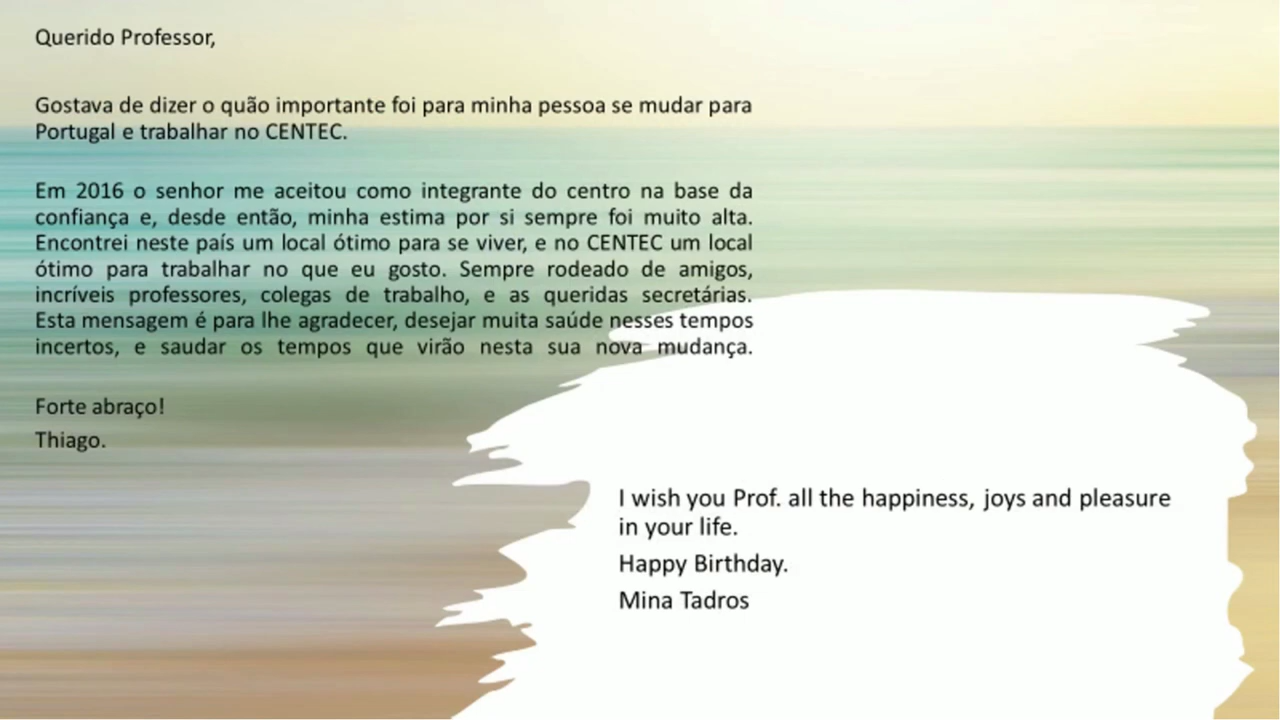 Querido Professor,
Gostava de dizer o quão importante foi para minha pessoa se mudar para
Portugal e trabalhar no CENTEC.
Em 2016 o senhor me aceitou como integrante do centro na base da
confiança e, desde então, minha estima por si sempre foi muito alta.
Encontrei neste país um local ótimo para se viver, e no CENTEC um local
ótimo para trabalhar no que eu gosto. Sempre rodeado de amigos,
incríveis professores, colegas de trabalho, e as queridas secretárias.
Esta mensagem é para lhe agradecer, desejar muita saúde nesses tempos
incertos, e saudar os tempos que virão nesta sua nova mudança.
Forte abraço!
Thiago.
I wish you Prof. all the happiness, joys and pleasure
in your life.
Happy Birthday.
Mina Tadros